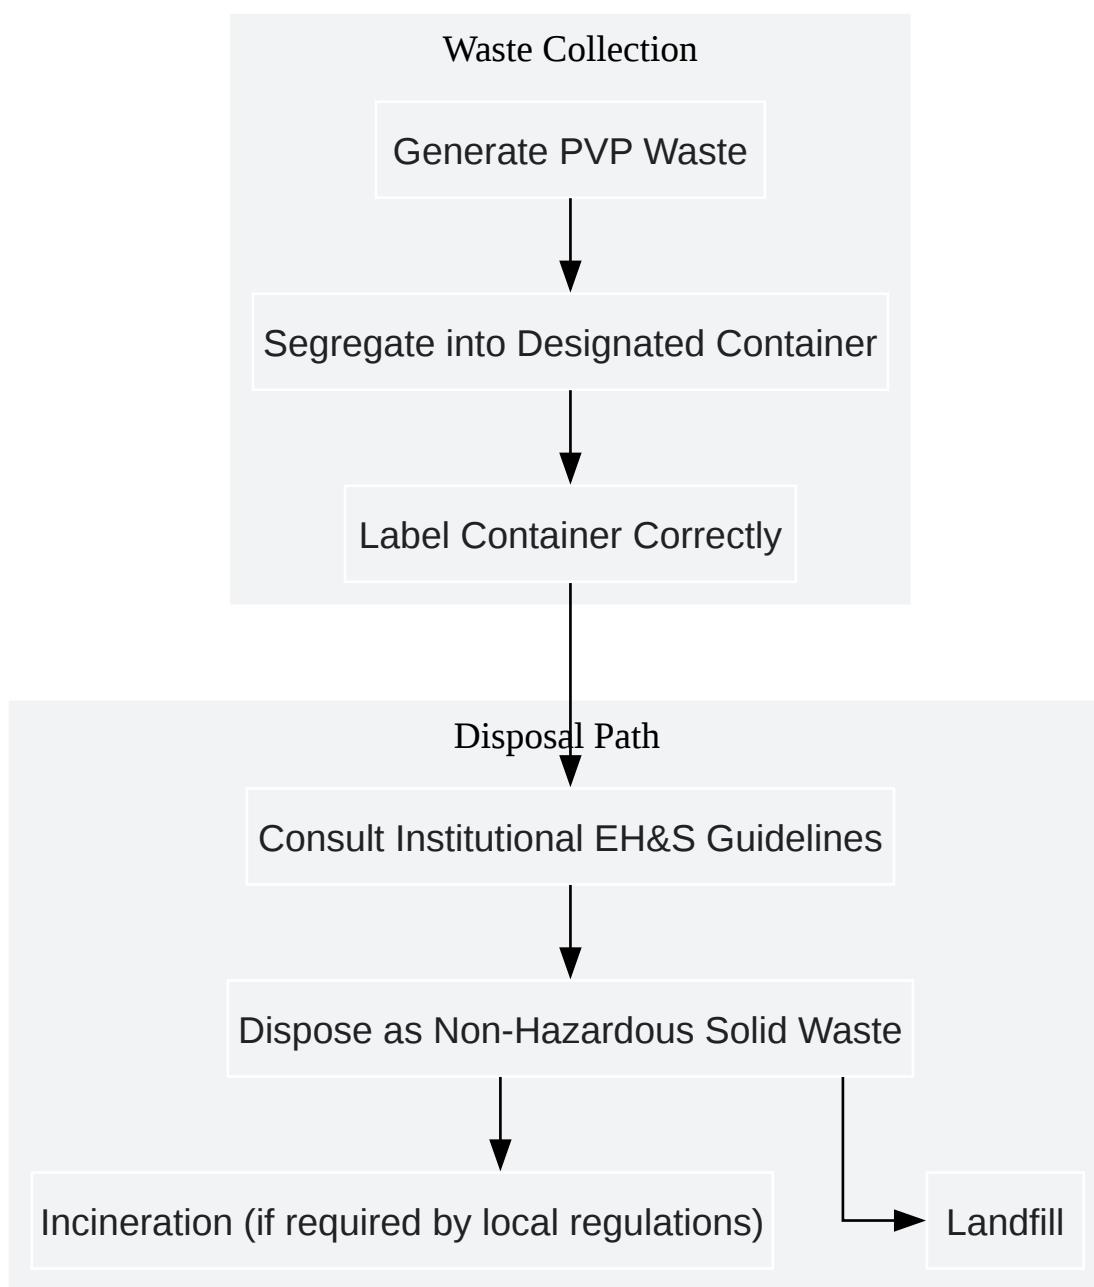 Waste Collection
Generate PVP Waste
Segregate into Designated Container
Label Container Correctly
Disposal Path
Consult Institutional EH&S Guidelines
Dispose as Non-Hazardous Solid Waste
Incineration (if required by local regulations)
Landfill